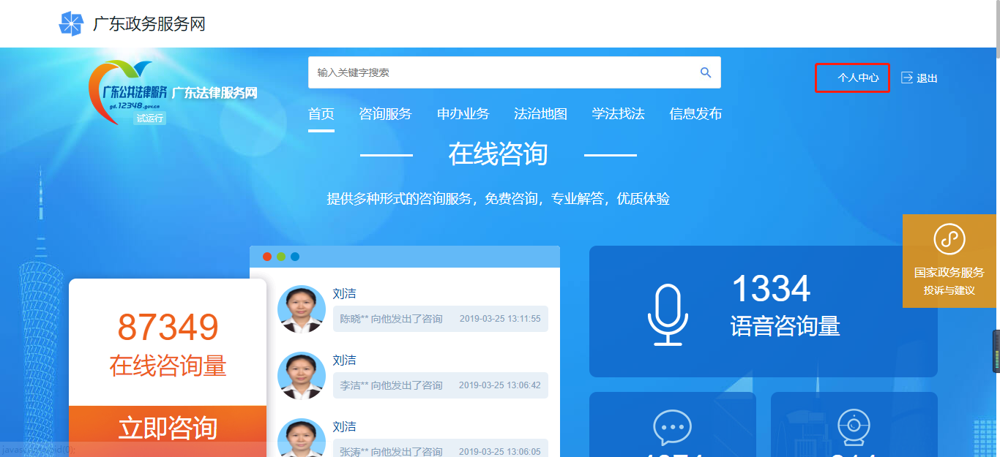 广东政务服务网
广东公共法律服务
gd.12348.gov.cn
广东法律服务网
试运行
输入关键字搜索
个人中心
退出
首页 咨询服务 申办业务 法治地图 学法找法 信息发布
在线咨询
提供多种形式的咨询服务，免费咨询，专业解答，优质体验
国家政务服务
投诉与建议
87349
在线咨询量
立即咨询
刘洁
陈晓** 向他发出了咨询 2019-03-25 13:11:55
刘洁
李洁** 向他发出了咨询 2019-03-25 13:06:42
刘洁
张涛** 向他发出了咨询 2019-03-25 13:06:05
1334
语音咨询量